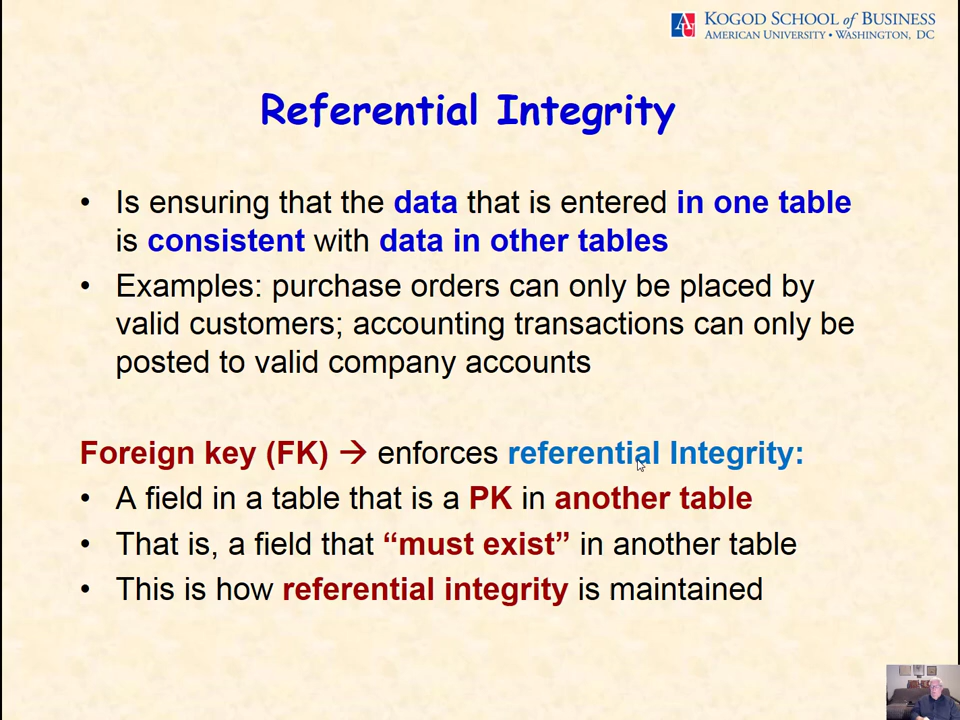 KOGOD SCHOOL of BUSINESS
AMERICAN UNIVERSITY • WASHINGTON, DC
Referential Integrity
• Is ensuring that the data that is entered in one table
is consistent with data in other tables
• Examples: purchase orders can only be placed by
valid customers; accounting transactions can only be
posted to valid company accounts
Foreign key (FK) → enforces referential Integrity:
• A field in a table that is a PK in another table
• That is, a field that “must exist” in another table
• This is how referential integrity is maintained